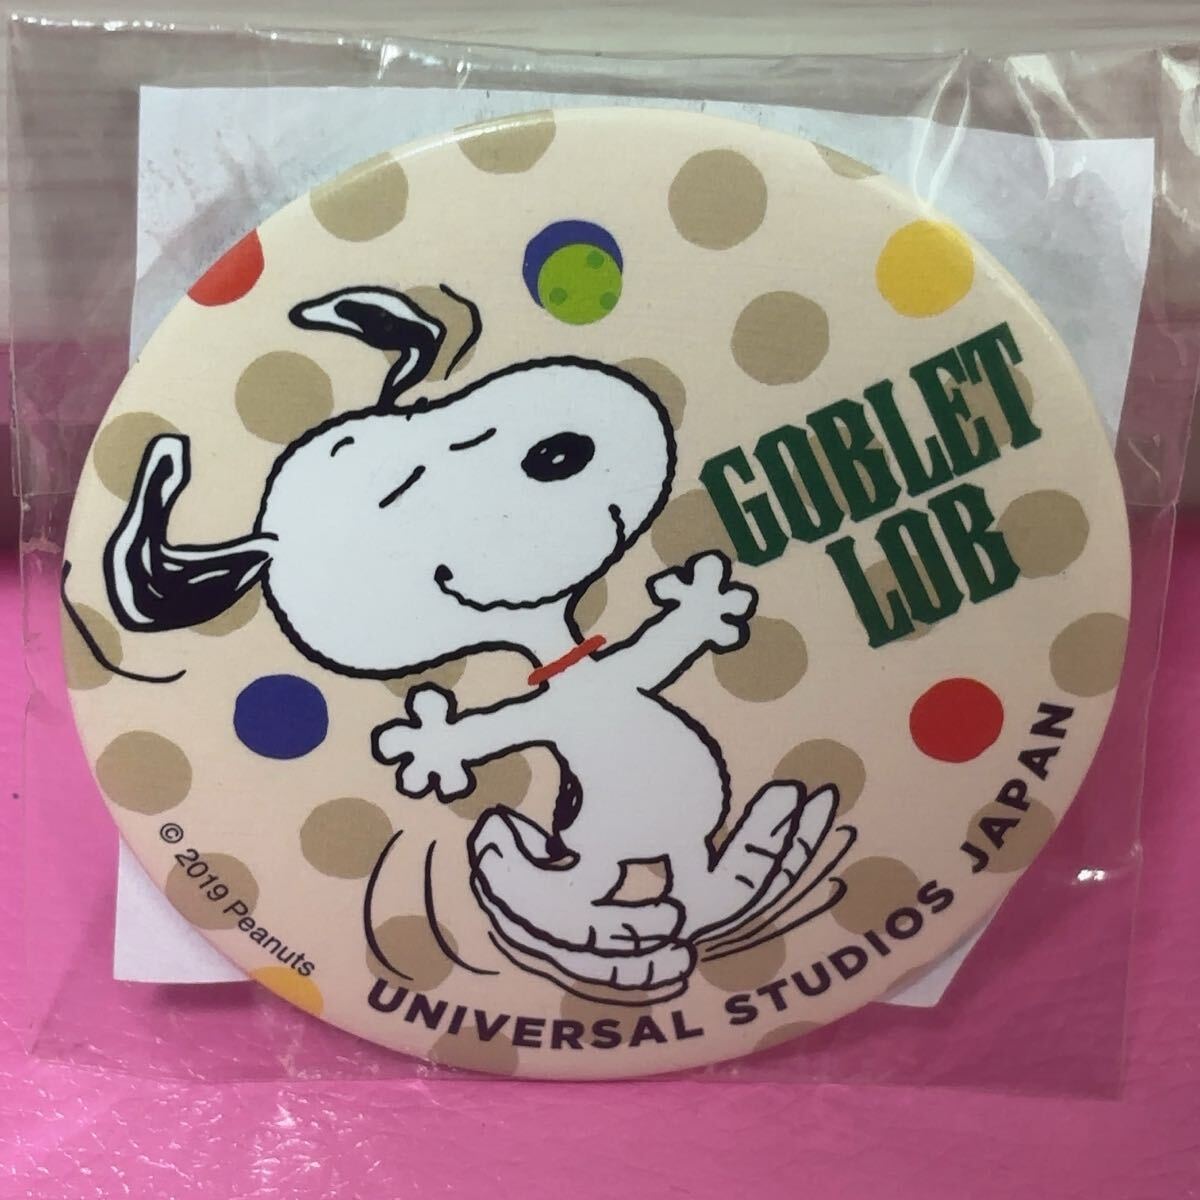 GOBLET
LOB
© 2019 Peanuts
UNIVERSAL STUDIOS JAPAN